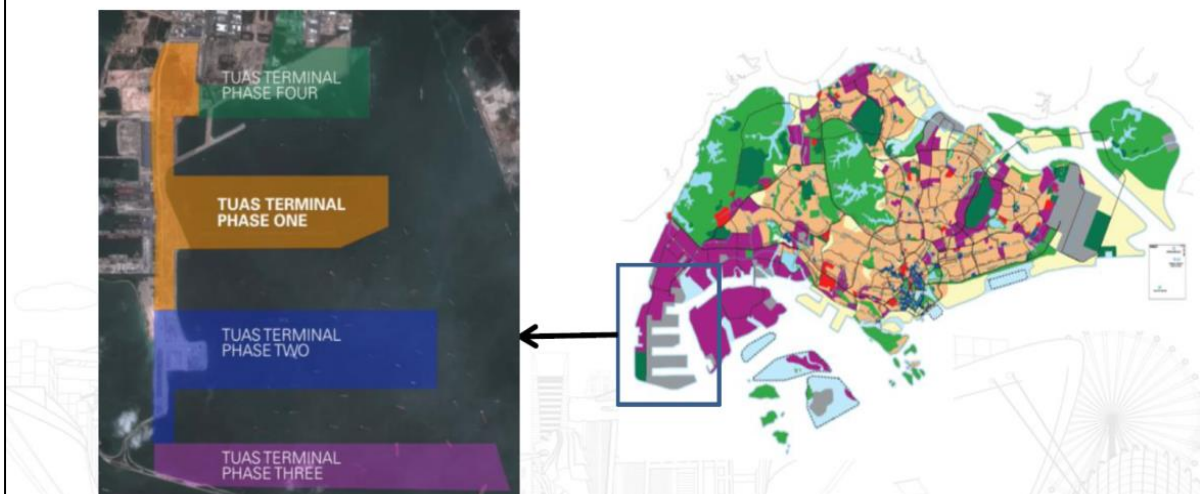 TUAS TERMINAL
PHASE FOUR
TUAS TERMINAL
PHASE ONE
TUAS TERMINAL
PHASE TWO
TUAS TERMINAL
PHASE THREE